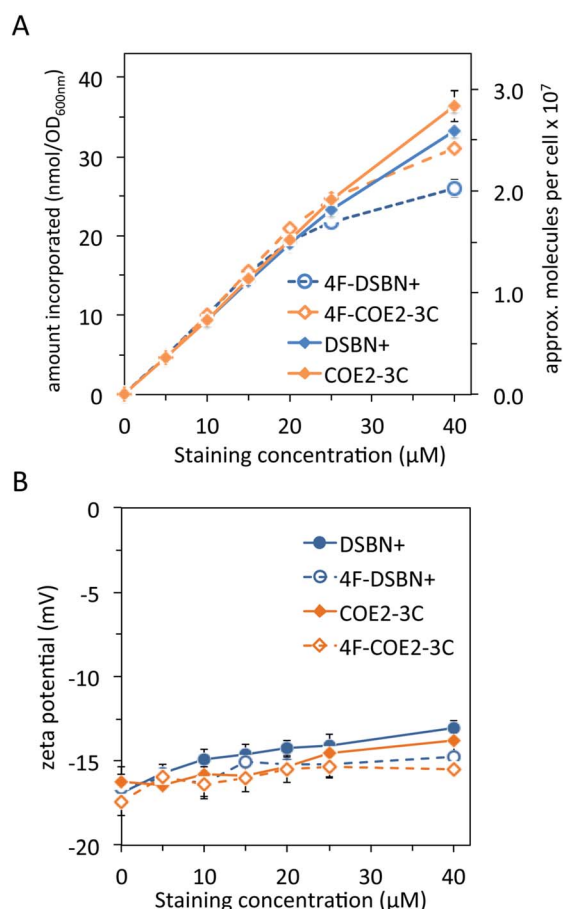 A
amount incorporated (nmol/OD600nm)
40
30
20
10
0
3.0
2.0
1.0
0.0
approx. molecules per cell x 10^7
4F-DSBN+
4F-COE2-3C
DSBN+
COE2-3C
0 10 20 30 40
Staining concentration (μM)
B
zeta potential (mV)
0
-5
-10
-15
-20
DSBN+
4F-DSBN+
COE2-3C
4F-COE2-3C
0 10 20 30 40
Staining concentration (μM)